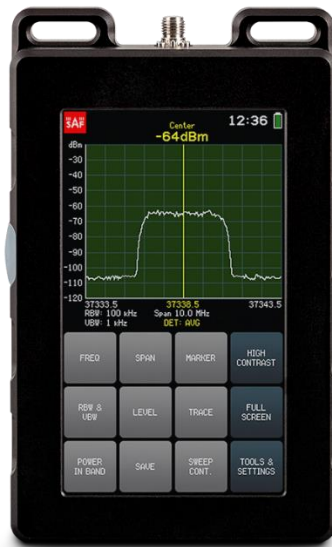 SAF
Center
-64dBm
12:36
dBm
-20
-30
-40
-50
-60
-70
-80
-90
-100
-110
-120
37333.5 37338.5 37343.5
RBW: 100 kHz Span 10.0 MHz
VBW: 1 kHz DET: AVG
FREQ SPAN MARKER HIGH CONTRAST
RBW & VBW LEVEL TRACE FULL SCREEN
POWER IN BAND SAVE SWEEP CONT. TOOLS & SETTINGS